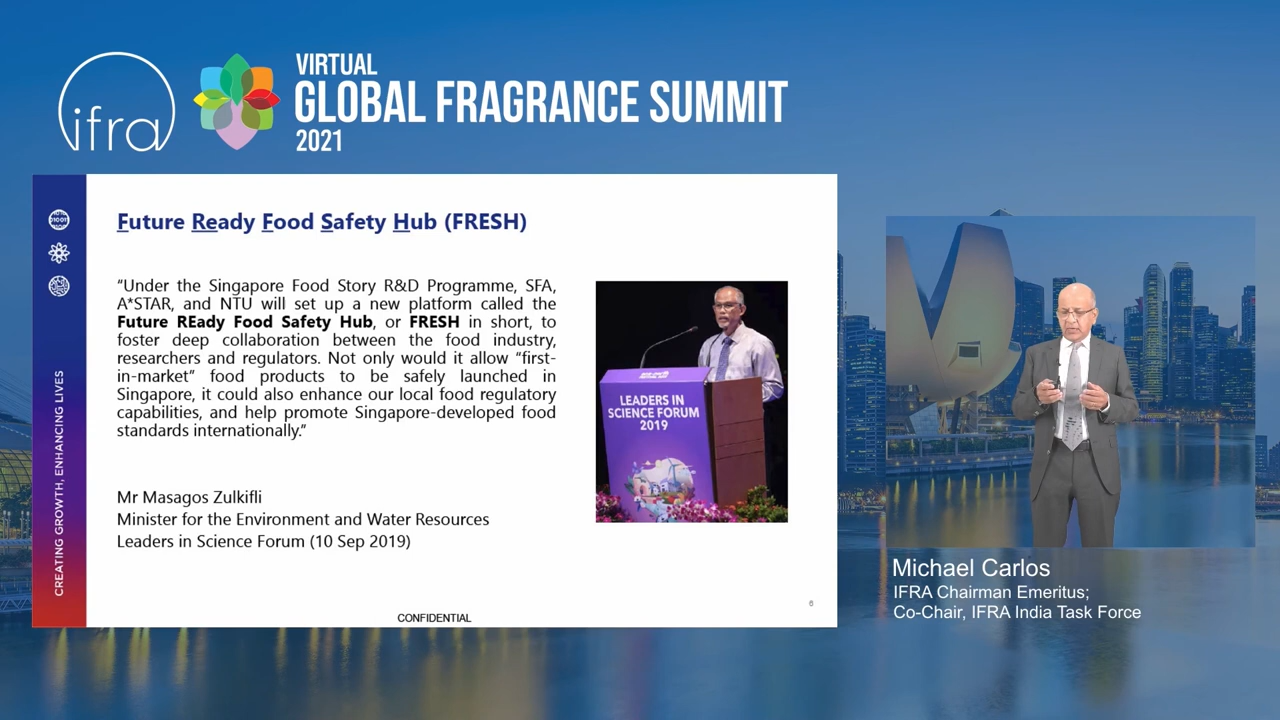 ifra
VIRTUAL
GLOBAL FRAGRANCE SUMMIT
2021
Future Ready Food Safety Hub (FRESH)
“Under the Singapore Food Story R&D Programme, SFA,
A*STAR, and NTU will set up a new platform called the
Future REady Food Safety Hub, or FRESH in short, to
foster deep collaboration between the food industry,
researchers and regulators. Not only would it allow “first-
in-market” food products to be safely launched in
Singapore, it could also enhance our local food regulatory
capabilities, and help promote Singapore-developed food
standards internationally.”
Mr Masagos Zulkifli
Minister for the Environment and Water Resources
Leaders in Science Forum (10 Sep 2019)
CREATING GROWTH, ENHANCING LIVES
LEADERS IN
SCIENCE FORUM
2019
CONFIDENTIAL
6
Michael Carlos
IFRA Chairman Emeritus;
Co-Chair, IFRA India Task Force